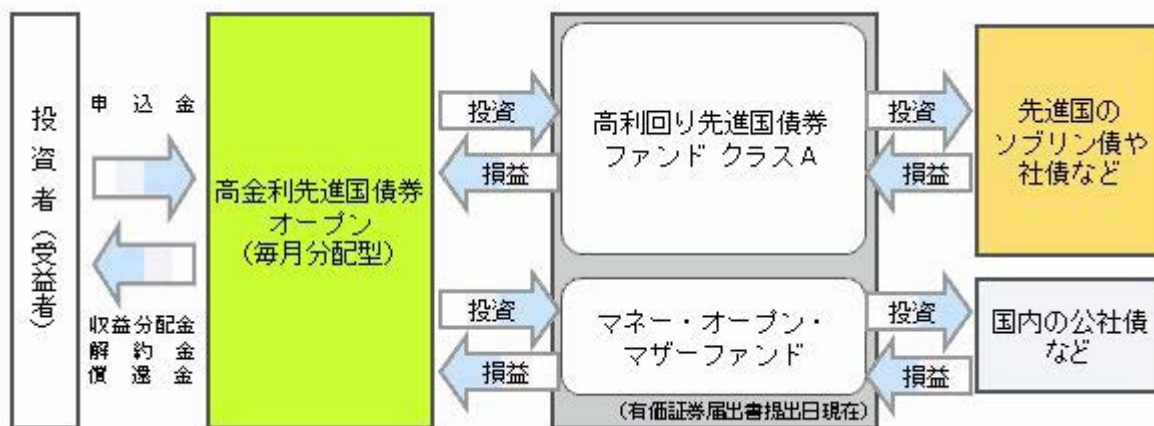 投資者(受益者)
申込金
収益分配金
解約金
償還金
高金利先進国債券
オープン
(毎月分配型)
投資
損益
投資
損益
高利回り先進国債券
ファンド クラスA
マネー・オープン・
マザーファンド
(有価証券届出書提出日現在)
投資
損益
投資
損益
先進国の
ソブリン債や
社債など
国内の公社債
など